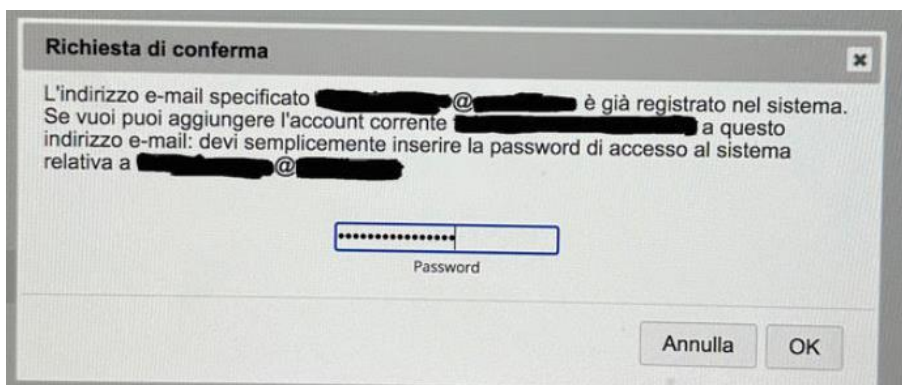 Richiesta di conferma
L'indirizzo e-mail specificato @ è già registrato nel sistema.
Se vuoi puoi aggiungere l'account corrente a questo
indirizzo e-mail: devi semplicemente inserire la password di accesso al sistema
relativa a @
Password
Annulla
OK